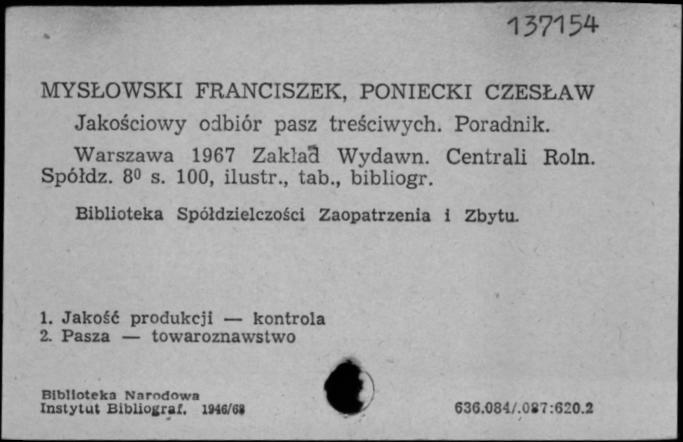 137154
MYSŁOWSKI FRANCISZEK, PONIECKI CZESŁAW
Jakościowy odbiór pasz treściwych. Poradnik.
Warszawa 1967 Zakład Wydawn. Centrali Roln.
Spółdz. 8⁰ s. 100, ilustr., tab., bibliogr.
Biblioteka Spółdzielczości Zaopatrzenia i Zbytu.
1. Jakość produkcji — kontrola
2. Pasza — towaroznawstwo
Biblioteka Narodowa
Instytut Bibliograf. 1946/68
636.084/.087:620.2